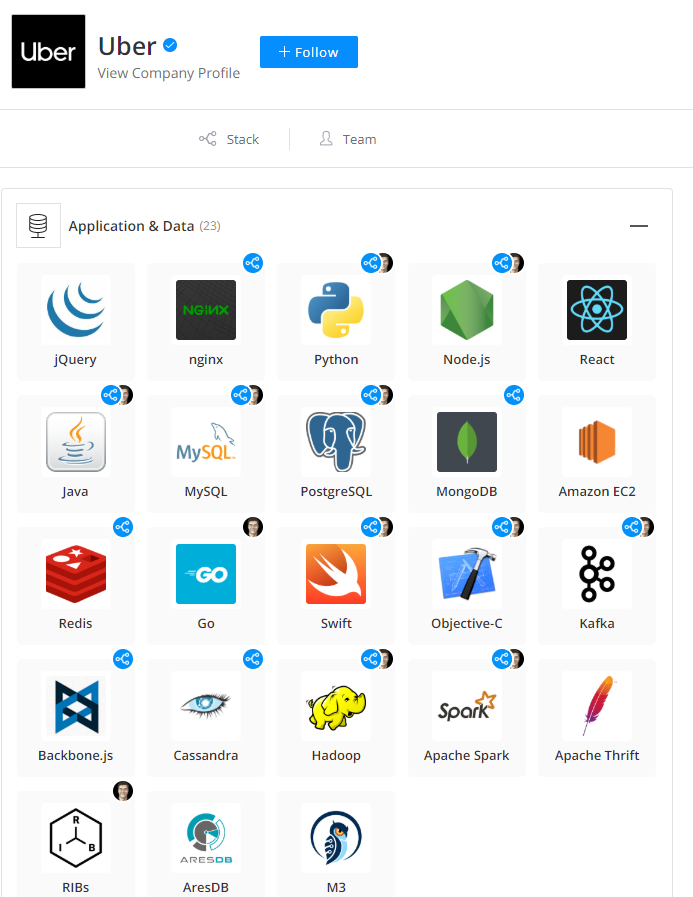 Uber
Uber
+ Follow
View Company Profile
Stack
Team
Application & Data (23)
NGINX
jQuery
nginx
Python
Node.js
React
MySQL
Java
MySQL
PostgreSQL
MongoDB
Amazon EC2
GO
Redis
Go
Swift
Objective-C
Kafka
Spark
Backbone.js
Cassandra
Hadoop
Apache Spark
Apache Thrift
R
I B
ARESDB
RIBs
AresDB
M3